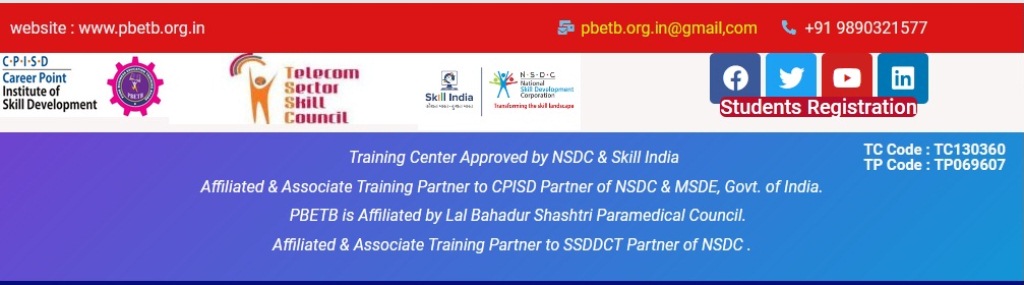 website : www.pbetb.org.in
pbetb.org.in@gmail,com
+91 9890321577
C·P·I·S·D
Career Point
Institute of
Skill Development
PBETB
Telecom
Sector
Skill
Council
Skill India
N·S·D·C
National
Skill Development
Corporation
Transforming the skill landscape
Students Registration
TC Code : TC130360
TP Code : TP069607
Training Center Approved by NSDC & Skill India
Affiliated & Associate Training Partner to CPISD Partner of NSDC & MSDE, Govt. of India.
PBETB is Affiliated by Lal Bahadur Shashtri Paramedical Council.
Affiliated & Associate Training Partner to SSDDCT Partner of NSDC .